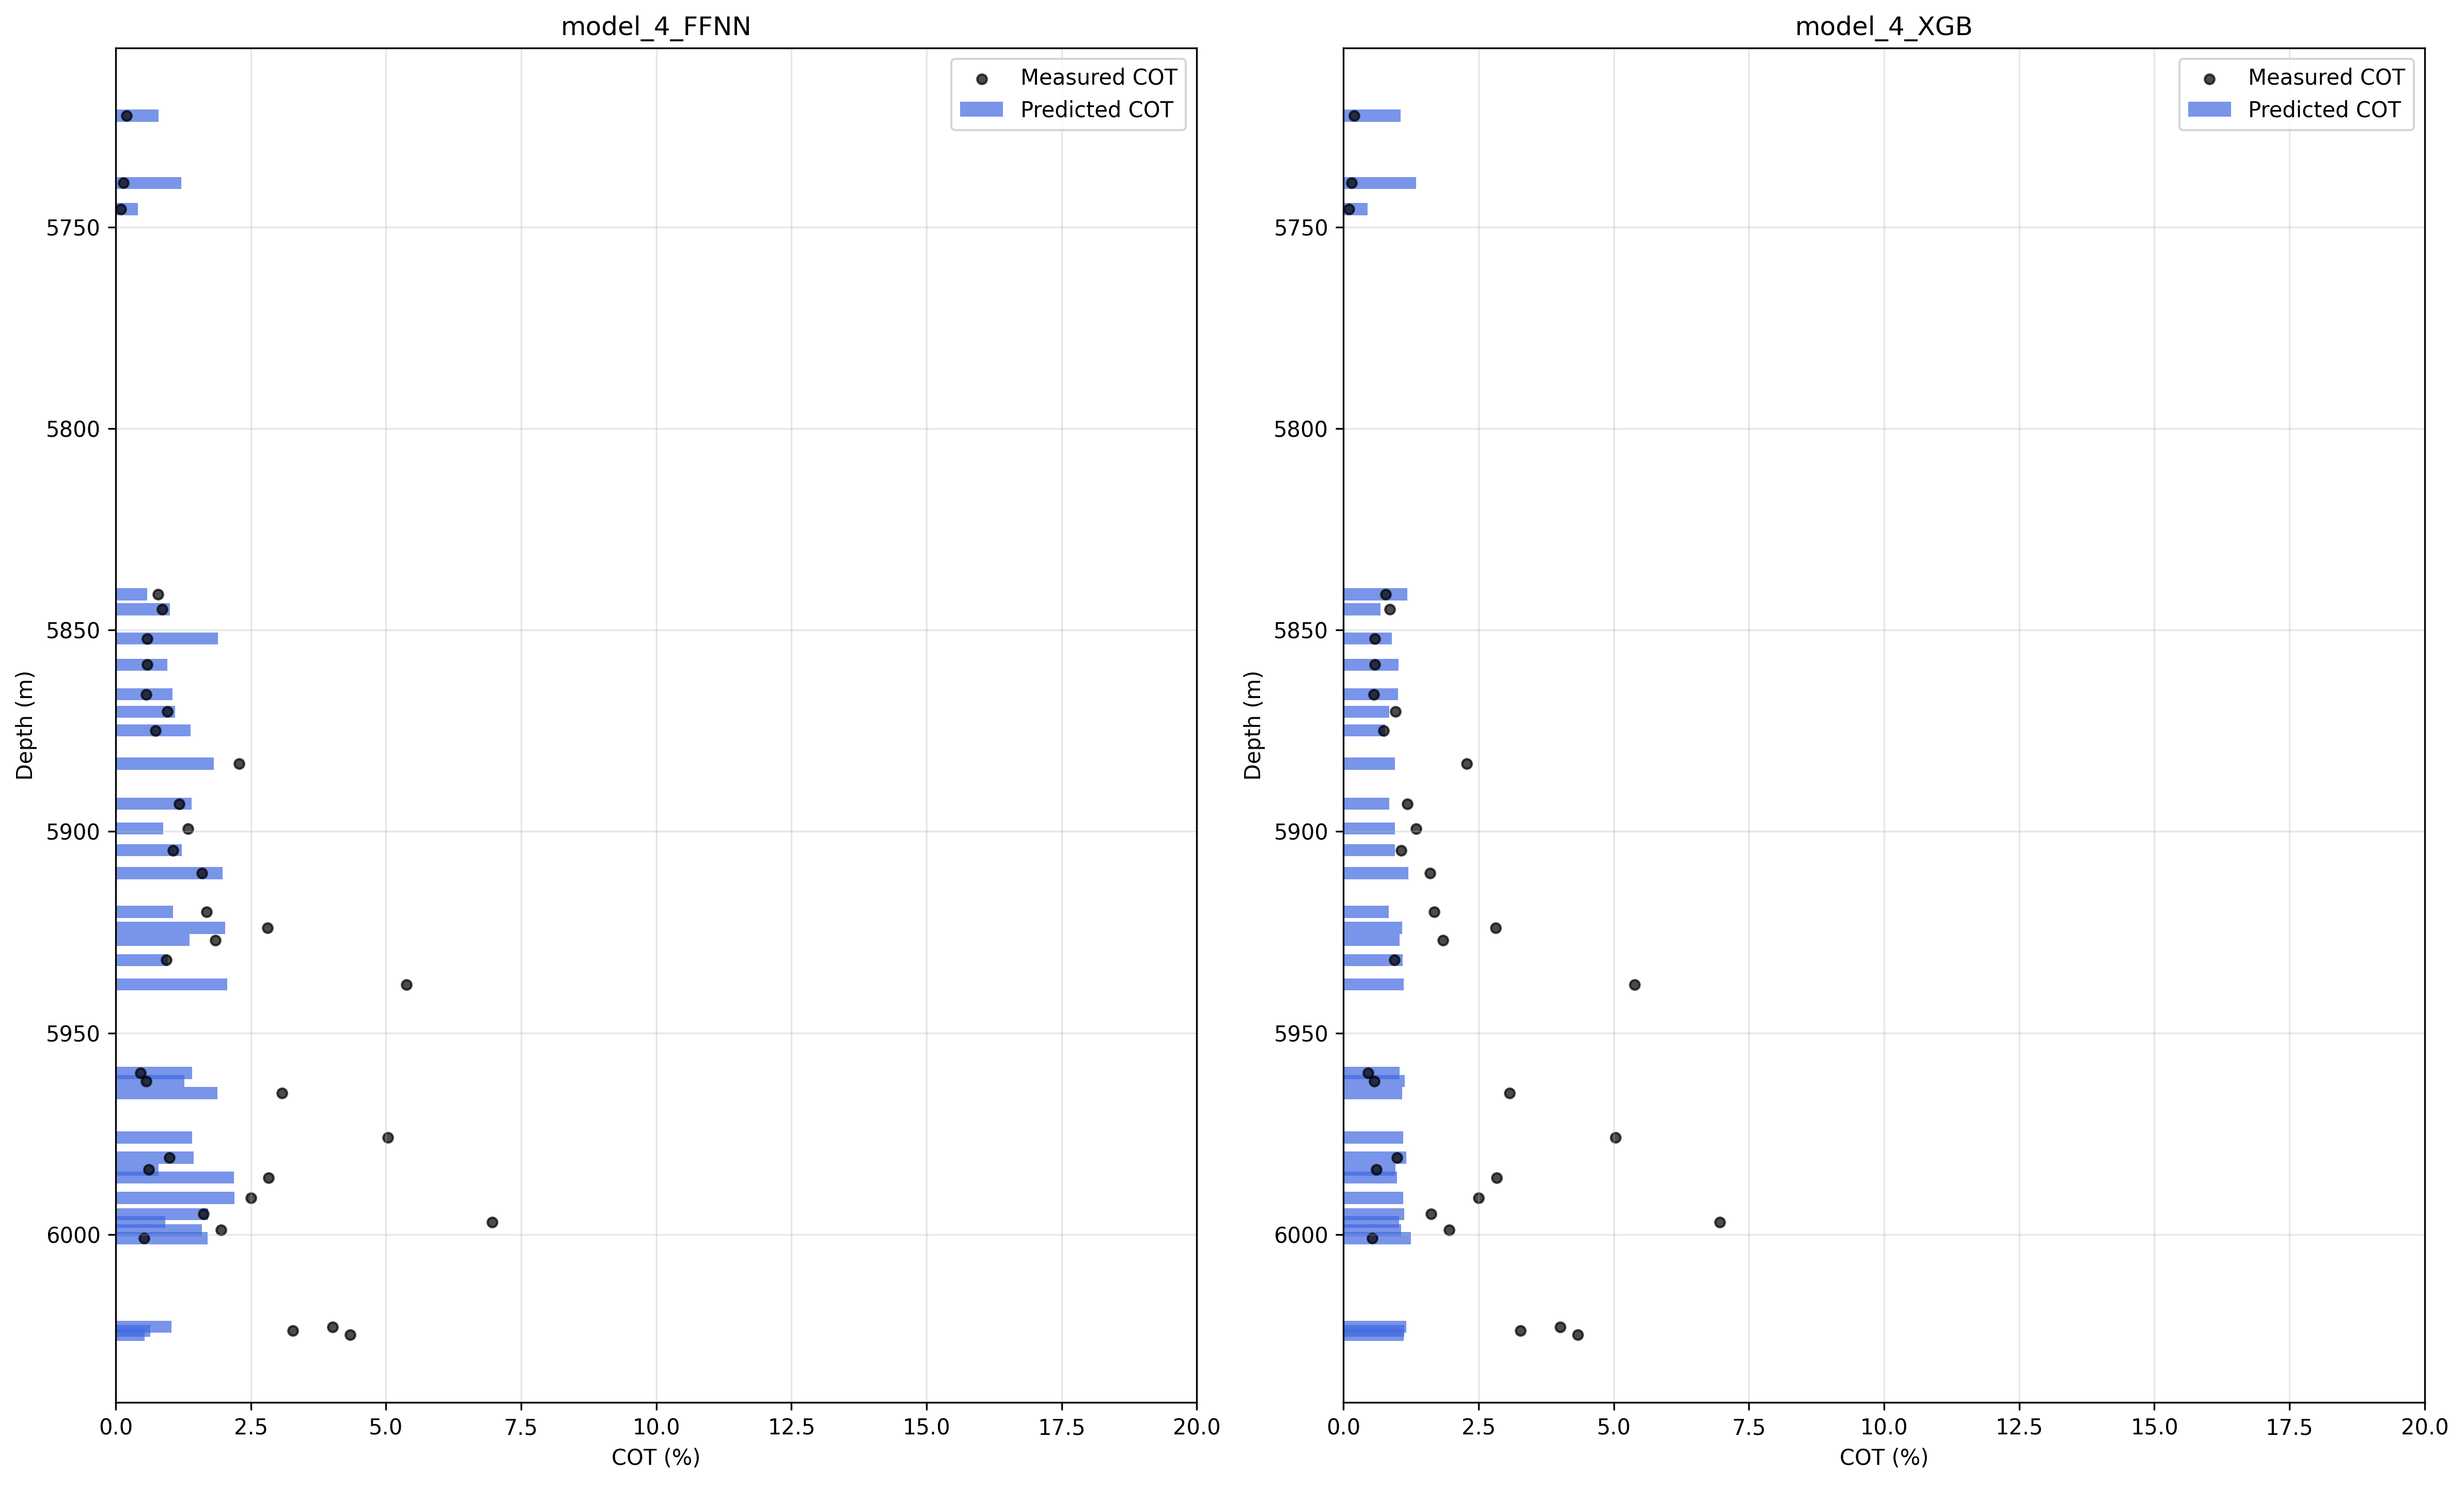 model_4_FFNN
Measured COT
Predicted COT
Depth (m)
5750
5800
5850
5900
5950
6000
0.0 2.5 5.0 7.5 10.0 12.5 15.0 17.5 20.0
COT (%)
model_4_XGB
Measured COT
Predicted COT
Depth (m)
5750
5800
5850
5900
5950
6000
0.0 2.5 5.0 7.5 10.0 12.5 15.0 17.5 20.0
COT (%)